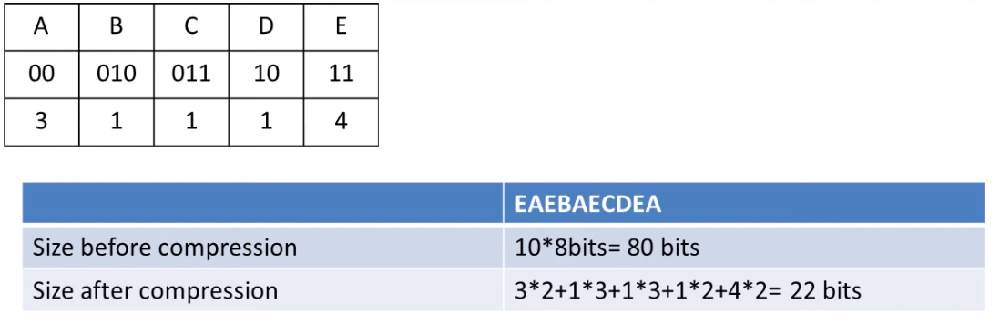 A B C D E
00 010 011 10 11
3 1 1 1 4
EAEBAECDEA
Size before compression 10*8bits= 80 bits
Size after compression 3*2+1*3+1*3+1*2+4*2= 22 bits